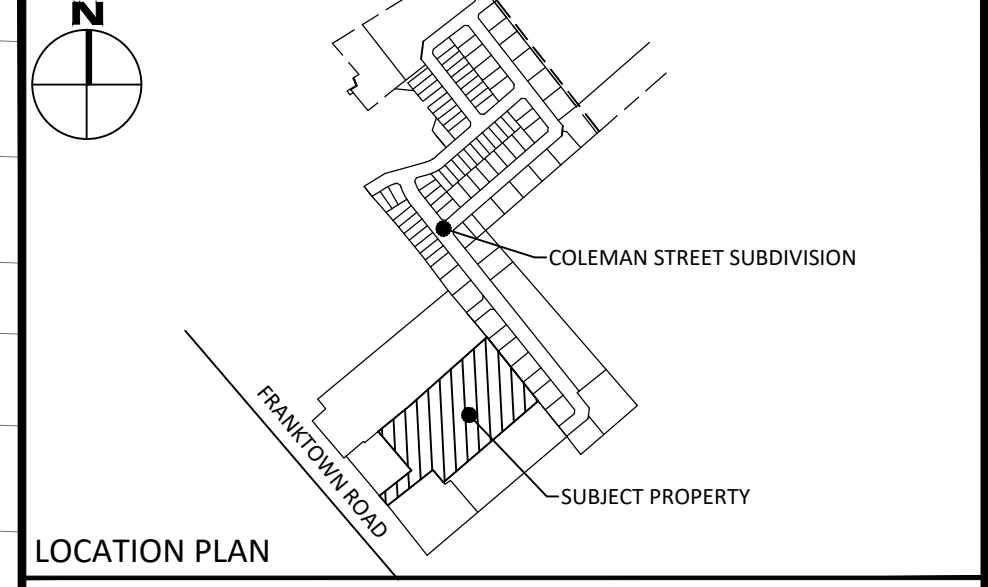 N
COLEMAN STREET SUBDIVISION
FRANKTOWN ROAD
SUBJECT PROPERTY
LOCATION PLAN